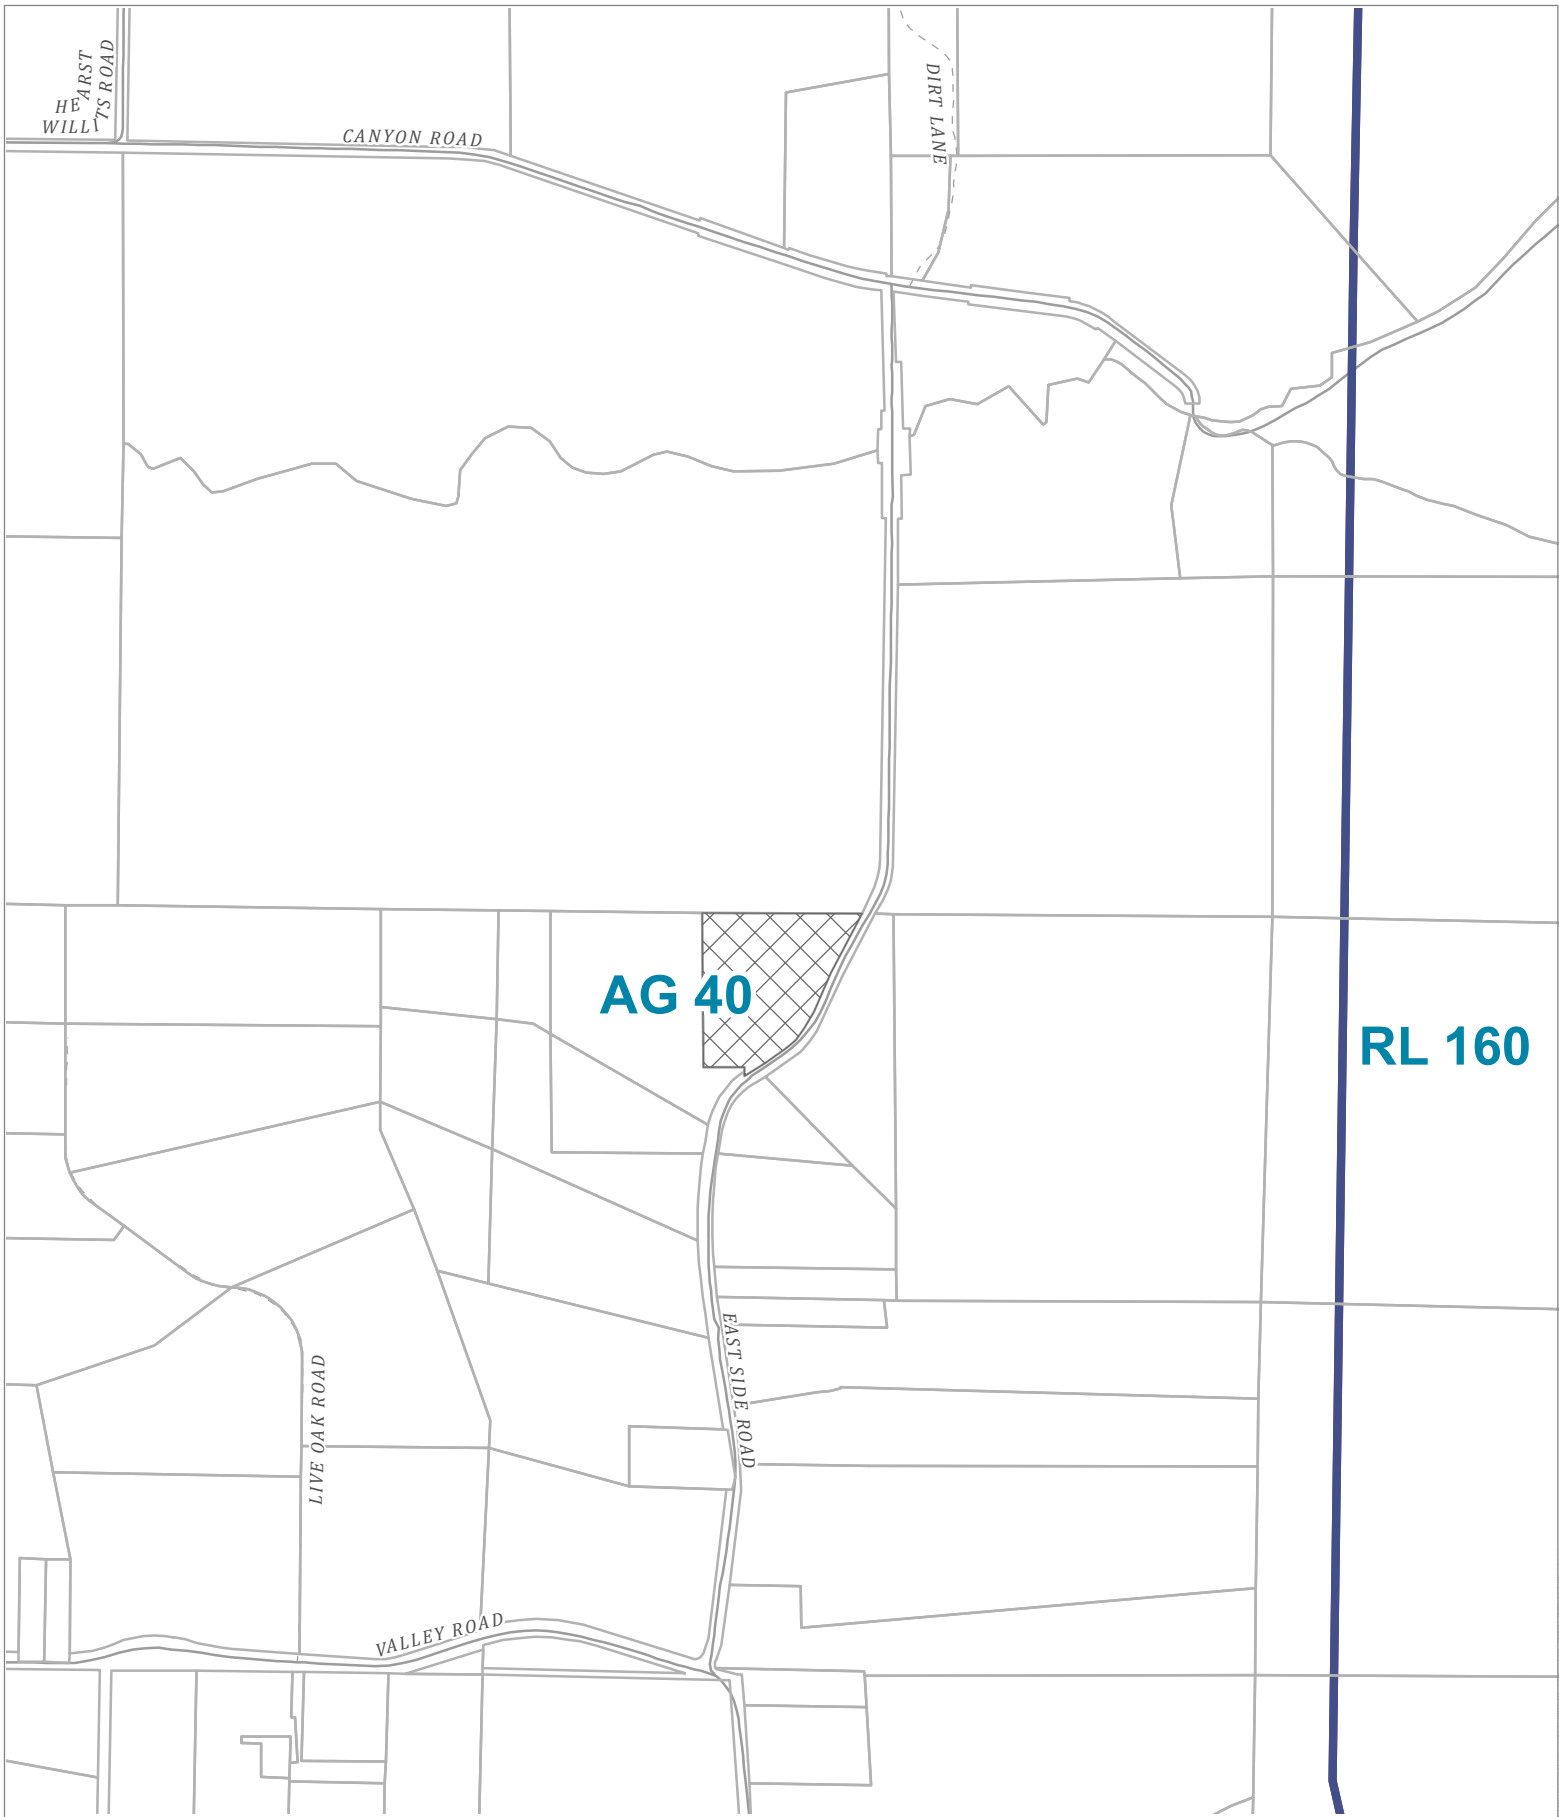 HEARST
WILLITS ROAD
CANYON ROAD
DIRT LANE
AG 40
RL 160
EAST SIDE ROAD
LIVE OAK ROAD
VALLEY ROAD